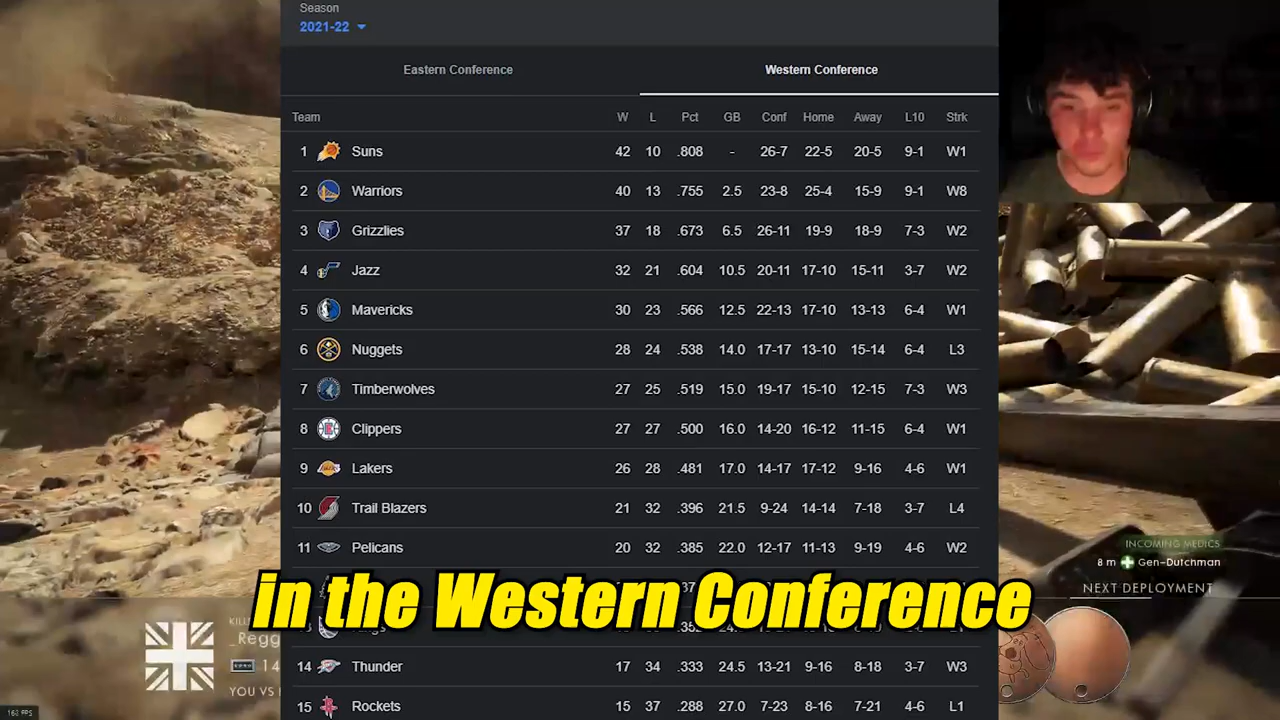 Season
2021-22
Eastern Conference Western Conference
Team W L Pct GB Conf Home Away L10 Strk
1 Suns 42 10 .808 - 26-7 22-5 20-5 9-1 W1
2 Warriors 40 13 .755 2.5 23-8 25-4 15-9 9-1 W8
3 Grizzlies 37 18 .673 6.5 26-11 19-9 18-9 7-3 W2
4 Jazz 32 21 .604 10.5 20-11 17-10 15-11 3-7 W2
5 Mavericks 30 23 .566 12.5 22-13 17-10 13-13 6-4 W1
6 Nuggets 28 24 .538 14.0 17-17 13-10 15-14 6-4 L3
7 Timberwolves 27 25 .519 15.0 19-17 15-10 12-15 7-3 W3
8 Clippers 27 27 .500 16.0 14-20 16-12 11-15 6-4 W1
9 Lakers 26 28 .481 17.0 14-17 17-12 9-16 4-6 W1
10 Trail Blazers 21 32 .396 21.5 9-24 14-14 7-18 3-7 L4
11 Pelicans 20 32 .385 22.0 12-17 11-13 9-19 4-6 W2
in the Western Conference
14 Thunder 17 34 .333 24.5 13-21 9-16 8-18 3-7 W3
15 Rockets 15 37 .288 27.0 7-23 8-16 7-21 4-6 L1
INCOMING MEDICS
8 m Gen-Dutchman
NEXT DEPLOYMENT
_Regg
14
YOU VS
FPS